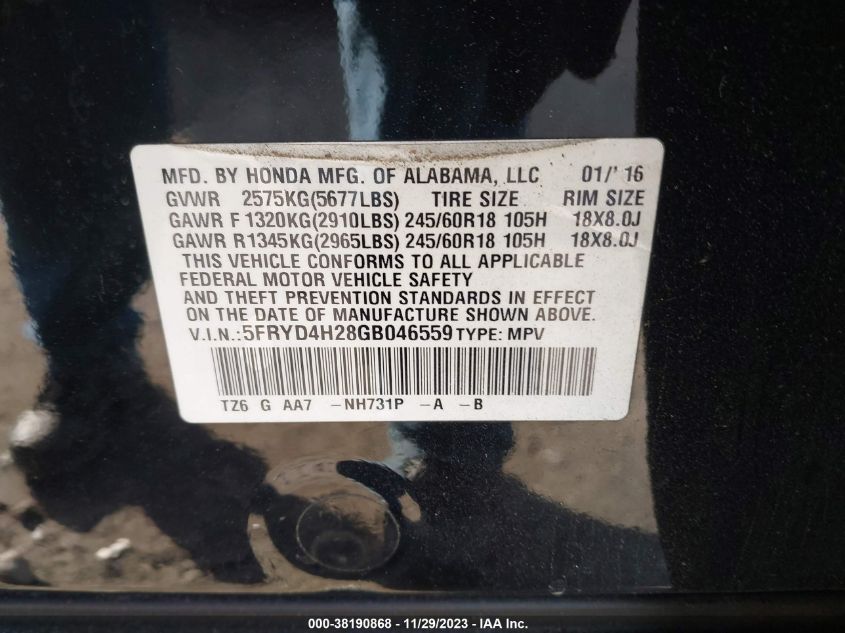 MFD. BY HONDA MFG. OF ALABAMA, LLC 01/' 16
GVWR 2575KG(5677LBS) TIRE SIZE RIM SIZE
GAWR F 1320KG(2910LBS) 245/60R18 105H 18X8.0J
GAWR R1345KG(2965LBS) 245/60R18 105H 18X8.0J
THIS VEHICLE CONFORMS TO ALL APPLICABLE
FEDERAL MOTOR VEHICLE SAFETY
AND THEFT PREVENTION STANDARDS IN EFFECT
ON THE DATE OF MANUFACTURE SHOWN ABOVE.
V.I.N.:5FRYD4H28GB046559 TYPE: MPV
TZ6 G AA7 -NH731P -A -B
000-38190868 - 11/29/2023 - IAA Inc.